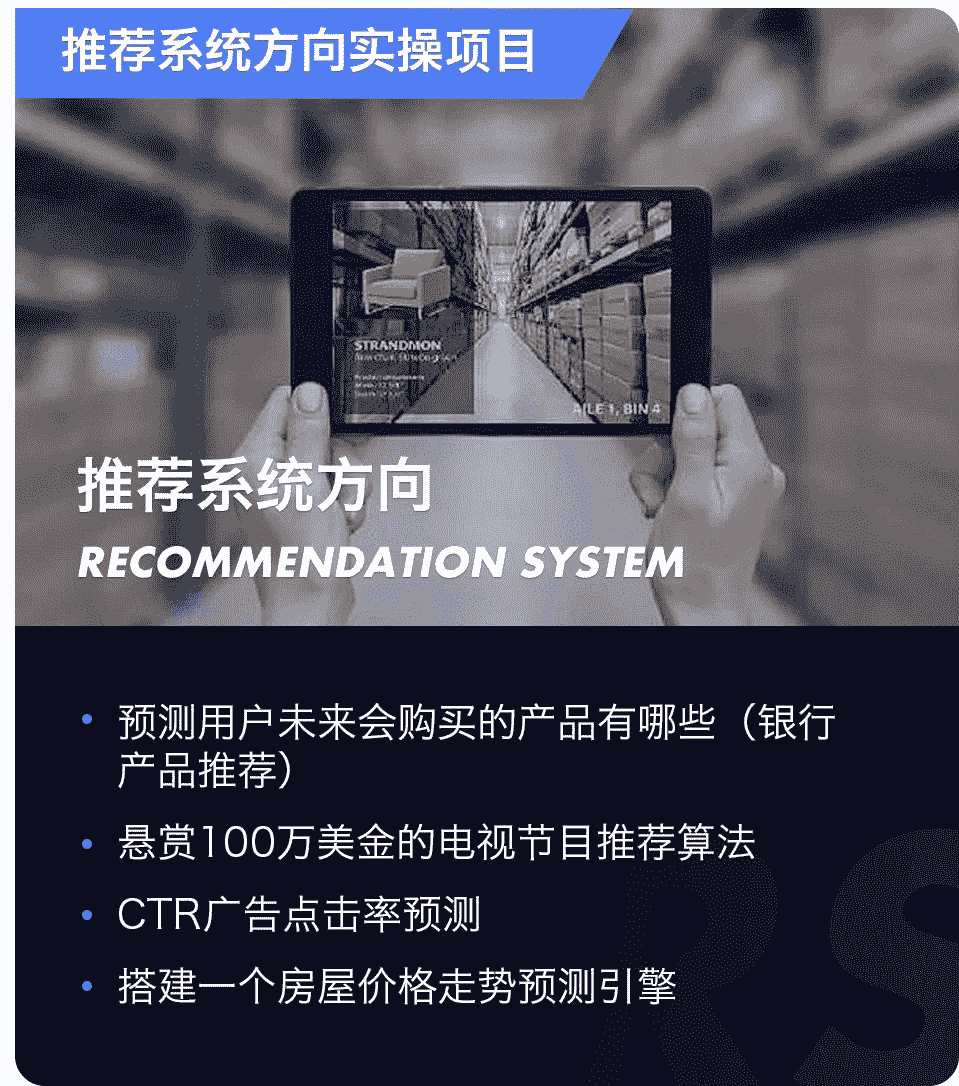 推荐系统方向实操项目
STRANDMON
AILE 1, BIN 4
推荐系统方向
RECOMMENDATION SYSTEM
预测用户未来会购买的产品有哪些（银行
产品推荐）
悬赏100万美金的电视节目推荐算法
CTR广告点击率预测
搭建一个房屋价格走势预测引擎
RS